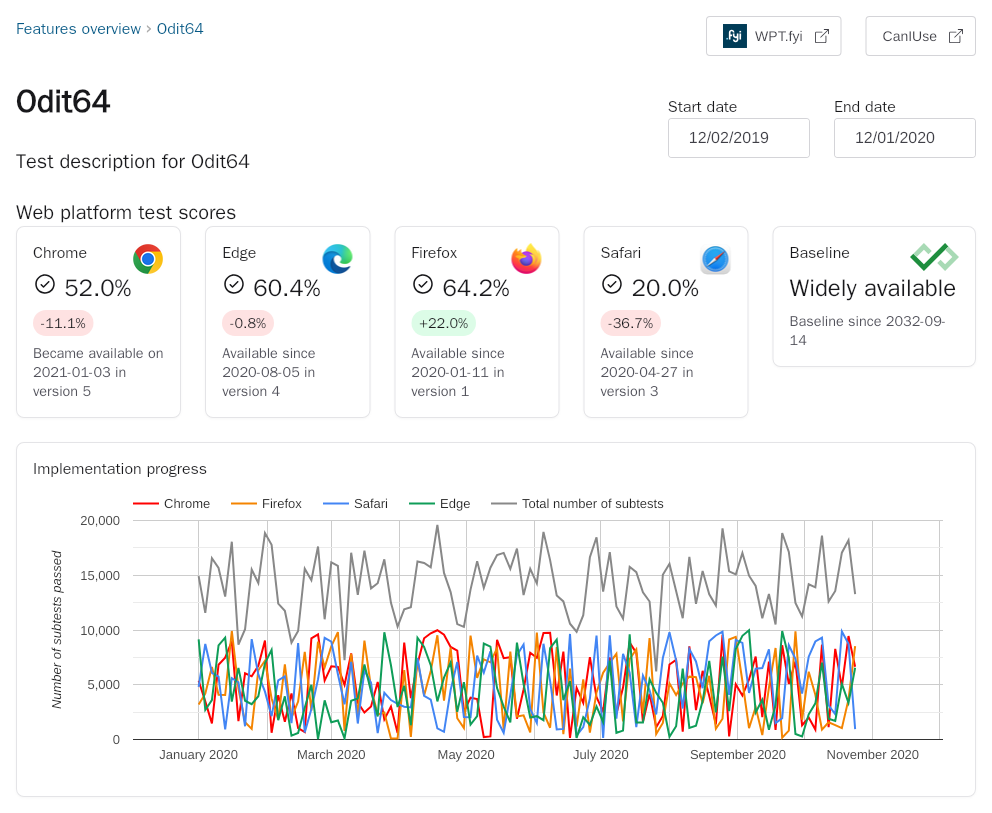 Features overview › Odit64
.fyi WPT.fyi
CanIUse
Odit64
Start date
End date
12/02/2019
12/01/2020
Test description for Odit64
Web platform test scores
Chrome
52.0%
-11.1%
Became available on
2021-01-03 in
version 5
Edge
60.4%
-0.8%
Available since
2020-08-05 in
version 4
Firefox
64.2%
+22.0%
Available since
2020-01-11 in
version 1
Safari
20.0%
-36.7%
Available since
2020-04-27 in
version 3
Baseline
Widely available
Baseline since 2032-09-
14
Implementation progress
Chrome Firefox Safari Edge Total number of subtests
Number of subtests passed
20,000
15,000
10,000
5,000
0
January 2020 March 2020 May 2020 July 2020 September 2020 November 2020